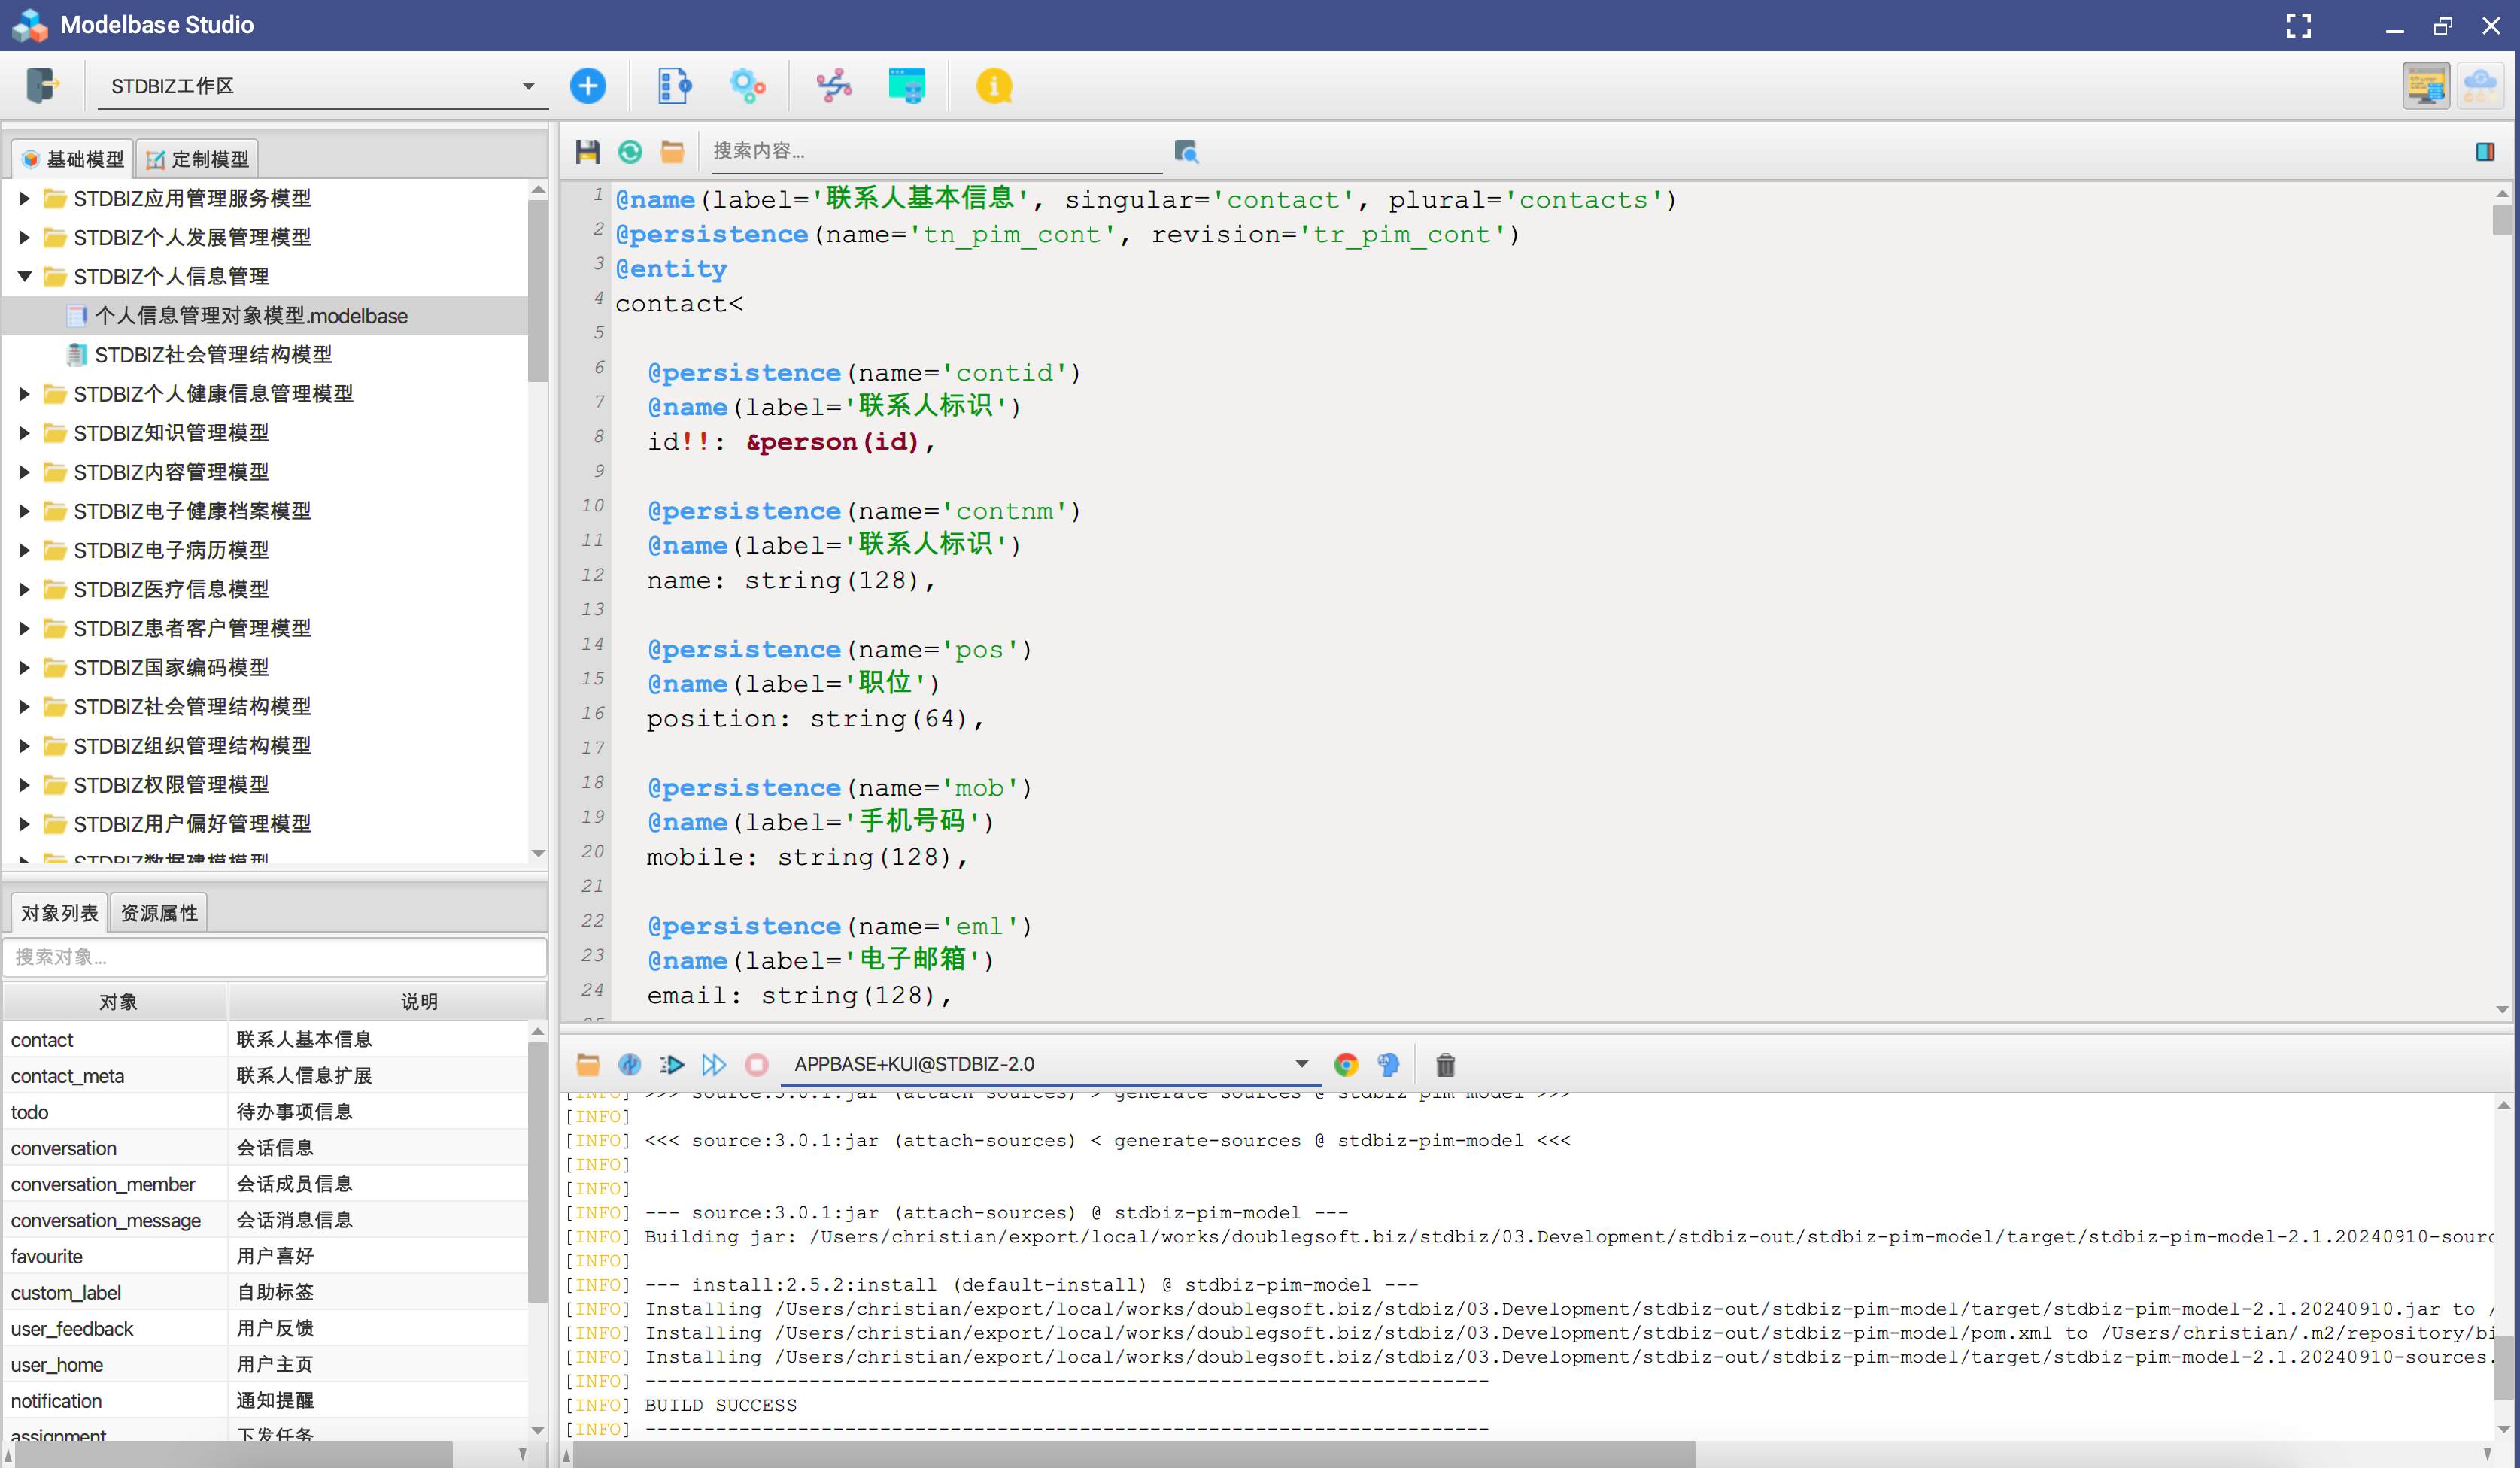 Modelbase Studio
STDBIZ工作区
基础模型
定制模型
STDBIZ应用管理服务模型
STDBIZ个人发展管理模型
STDBIZ个人信息管理
个人信息管理对象模型.modelbase
STDBIZ社会管理结构模型
STDBIZ个人健康信息管理模型
STDBIZ知识管理模型
STDBIZ内容管理模型
STDBIZ电子健康档案模型
STDBIZ电子病历模型
STDBIZ医疗信息模型
STDBIZ患者客户管理模型
STDBIZ国家编码模型
STDBIZ社会管理结构模型
STDBIZ组织管理结构模型
STDBIZ权限管理模型
STDBIZ用户偏好管理模型
STDBIZ数据建模模型
对象列表
资源属性
搜索对象...
对象 说明
contact 联系人基本信息
contact_meta 联系人信息扩展
todo 待办事项信息
conversation 会话信息
conversation_member 会话成员信息
conversation_message 会话消息信息
favourite 用户喜好
custom_label 自助标签
user_feedback 用户反馈
user_home 用户主页
notification 通知提醒
assignment 下发任务
搜索内容...
1 @name(label='联系人基本信息', singular='contact', plural='contacts')
2 @persistence(name='tn_pim_cont', revision='tr_pim_cont')
3 @entity
4 contact<
5
6 @persistence(name='contid')
7 @name(label='联系人标识')
8 id!!: &person(id),
9
10 @persistence(name='contnm')
11 @name(label='联系人标识')
12 name: string(128),
13
14 @persistence(name='pos')
15 @name(label='职位')
16 position: string(64),
17
18 @persistence(name='mob')
19 @name(label='手机号码')
20 mobile: string(128),
21
22 @persistence(name='eml')
23 @name(label='电子邮箱')
24 email: string(128),
25
APPBASE+KUI@STDBIZ-2.0
[INFO] >>> source:3.0.1:jar (attach-sources) > generate-sources @ stdbiz-pim-model >>>
[INFO]
[INFO] <<< source:3.0.1:jar (attach-sources) < generate-sources @ stdbiz-pim-model <<<
[INFO]
[INFO]
[INFO] --- source:3.0.1:jar (attach-sources) @ stdbiz-pim-model ---
[INFO] Building jar: /Users/christian/export/local/works/doublegsoft.biz/stdbiz/03.Development/stdbiz-out/stdbiz-pim-model/target/stdbiz-pim-model-2.1.20240910-sourc
[INFO]
[INFO] --- install:2.5.2:install (default-install) @ stdbiz-pim-model ---
[INFO] Installing /Users/christian/export/local/works/doublegsoft.biz/stdbiz/03.Development/stdbiz-out/stdbiz-pim-model/target/stdbiz-pim-model-2.1.20240910.jar to /
[INFO] Installing /Users/christian/export/local/works/doublegsoft.biz/stdbiz/03.Development/stdbiz-out/stdbiz-pim-model/pom.xml to /Users/christian/.m2/repository/bi
[INFO] Installing /Users/christian/export/local/works/doublegsoft.biz/stdbiz/03.Development/stdbiz-out/stdbiz-pim-model/target/stdbiz-pim-model-2.1.20240910-sources.
[INFO] ------------------------------------------------------------------------
[INFO] BUILD SUCCESS
[INFO] ------------------------------------------------------------------------